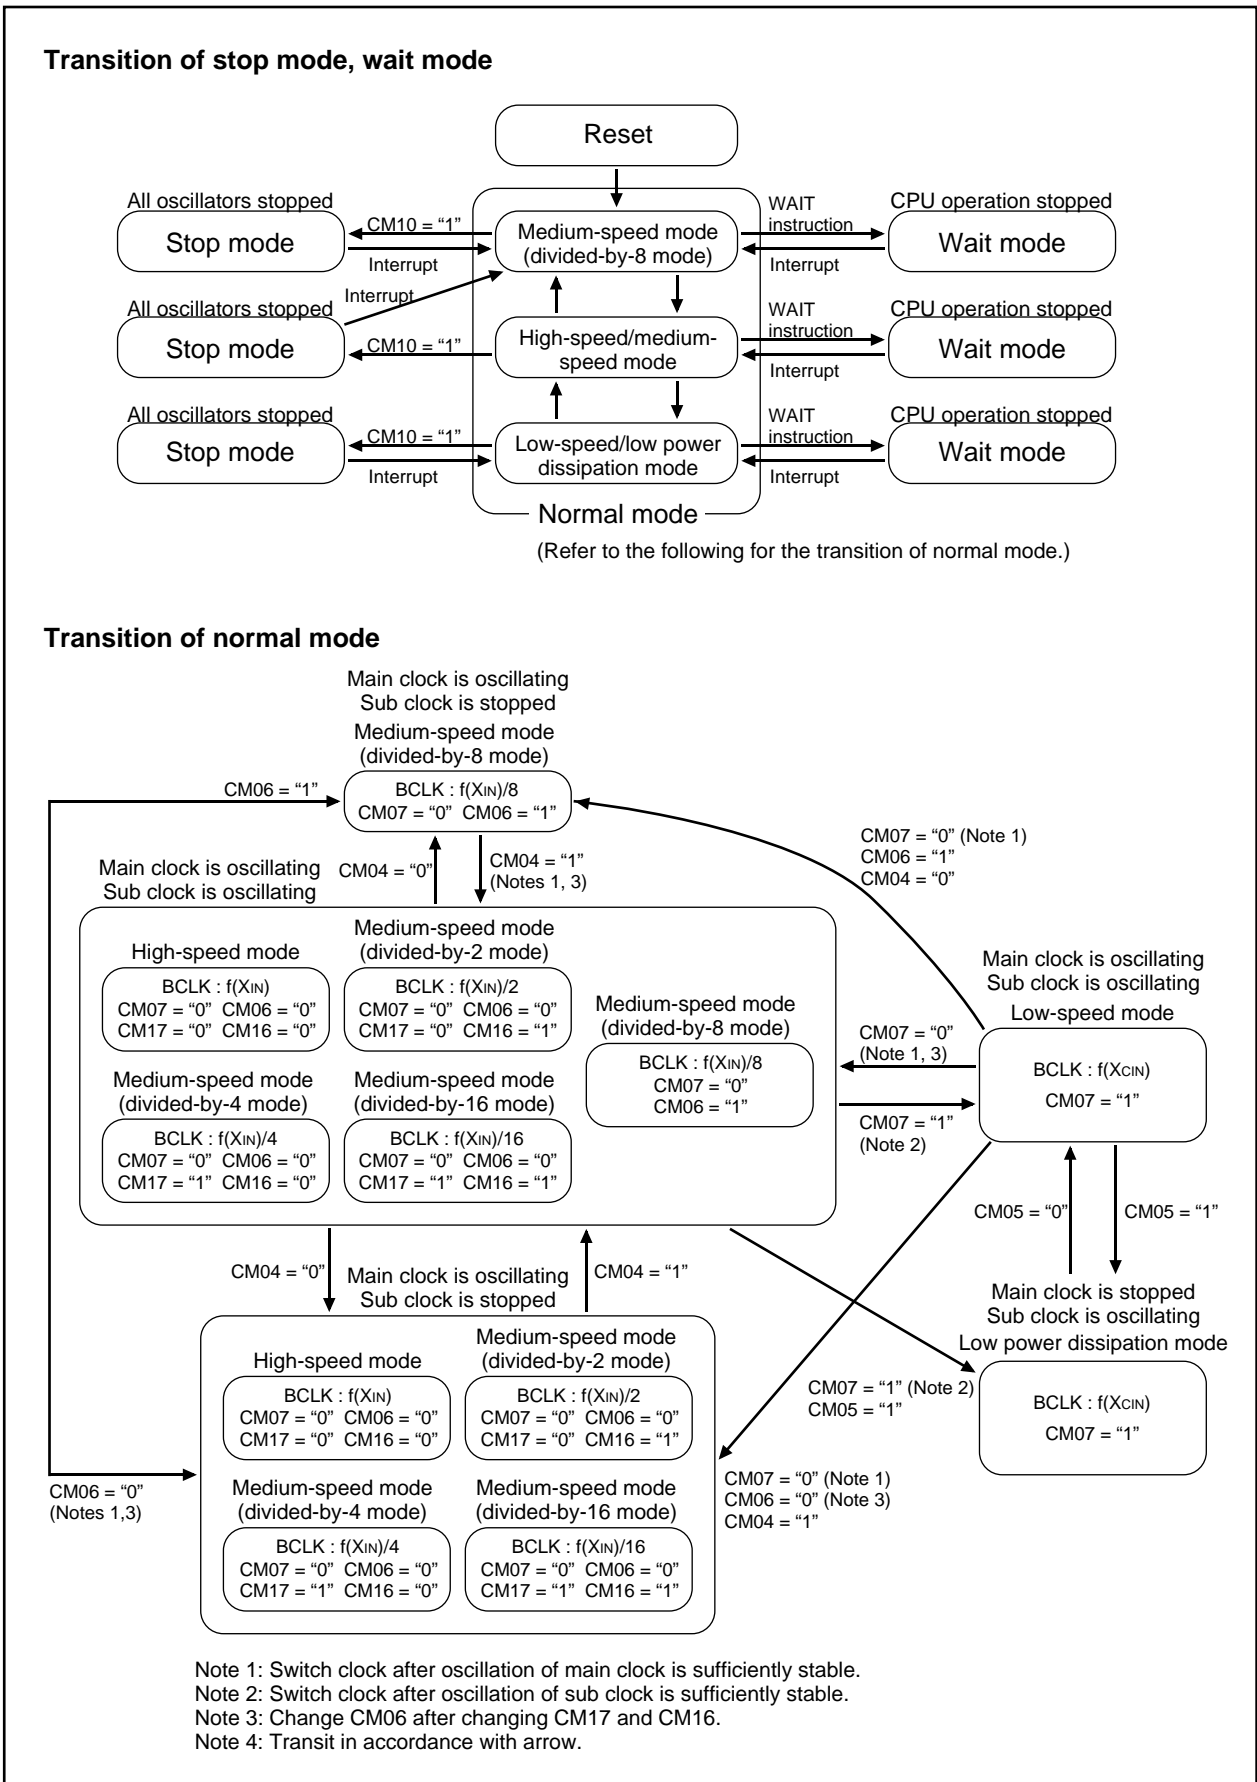 Transition of stop mode, wait mode
Reset
All oscillators stopped
Stop mode
CM10 = “1”
Interrupt
Medium-speed mode
(divided-by-8 mode)
WAIT
instruction
Interrupt
CPU operation stopped
Wait mode
Interrupt
All oscillators stopped
Stop mode
CM10 = “1”
High-speed/medium-
speed mode
WAIT
instruction
Interrupt
CPU operation stopped
Wait mode
All oscillators stopped
Stop mode
CM10 = “1”
Interrupt
Low-speed/low power
dissipation mode
WAIT
instruction
Interrupt
CPU operation stopped
Wait mode
Normal mode
(Refer to the following for the transition of normal mode.)
Transition of normal mode
Main clock is oscillating
Sub clock is stopped
Medium-speed mode
(divided-by-8 mode)
BCLK : f(XIN)/8
CM07 = “0” CM06 = “1”
CM06 = “1”
CM04 = “0”
CM04 = “1”
(Notes 1, 3)
CM07 = “0” (Note 1)
CM06 = “1”
CM04 = “0”
Main clock is oscillating
Sub clock is oscillating
High-speed mode
BCLK : f(XIN)
CM07 = “0” CM06 = “0”
CM17 = “0” CM16 = “0”
Medium-speed mode
(divided-by-2 mode)
BCLK : f(XIN)/2
CM07 = “0” CM06 = “0”
CM17 = “0” CM16 = “1”
Medium-speed mode
(divided-by-8 mode)
BCLK : f(XIN)/8
CM07 = “0”
CM06 = “1”
Medium-speed mode
(divided-by-4 mode)
BCLK : f(XIN)/4
CM07 = “0” CM06 = “0”
CM17 = “1” CM16 = “0”
Medium-speed mode
(divided-by-16 mode)
BCLK : f(XIN)/16
CM07 = “0” CM06 = “0”
CM17 = “1” CM16 = “1”
CM07 = “0”
(Note 1, 3)
CM07 = “1”
(Note 2)
Main clock is oscillating
Sub clock is oscillating
Low-speed mode
BCLK : f(XCIN)
CM07 = “1”
CM05 = “0”
CM05 = “1”
Main clock is stopped
Sub clock is oscillating
Low power dissipation mode
BCLK : f(XCIN)
CM07 = “1”
CM07 = “1” (Note 2)
CM05 = “1”
CM04 = “0”
Main clock is oscillating
Sub clock is stopped
CM04 = “1”
High-speed mode
BCLK : f(XIN)
CM07 = “0” CM06 = “0”
CM17 = “0” CM16 = “0”
Medium-speed mode
(divided-by-2 mode)
BCLK : f(XIN)/2
CM07 = “0” CM06 = “0”
CM17 = “0” CM16 = “1”
Medium-speed mode
(divided-by-4 mode)
BCLK : f(XIN)/4
CM07 = “0” CM06 = “0”
CM17 = “1” CM16 = “0”
Medium-speed mode
(divided-by-16 mode)
BCLK : f(XIN)/16
CM07 = “0” CM06 = “0”
CM17 = “1” CM16 = “1”
CM06 = “0”
(Notes 1,3)
CM07 = “0” (Note 1)
CM06 = “0” (Note 3)
CM04 = “1”
Note 1: Switch clock after oscillation of main clock is sufficiently stable.
Note 2: Switch clock after oscillation of sub clock is sufficiently stable.
Note 3: Change CM06 after changing CM17 and CM16.
Note 4: Transit in accordance with arrow.